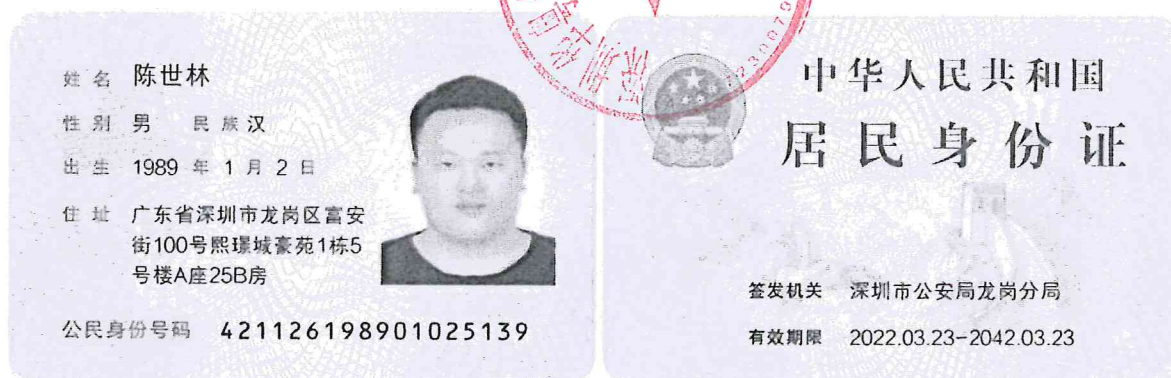 姓名 陈世林
性别 男 民族 汉
出生 1989 年 1 月 2 日
住址 广东省深圳市龙岗区富安
街100号熙璟城豪苑1栋5
号楼A座25B房
公民身份号码 421126198901025139
中华人民共和国
居民身份证
签发机关 深圳市公安局龙岗分局
有效期限 2022.03.23-2042.03.23